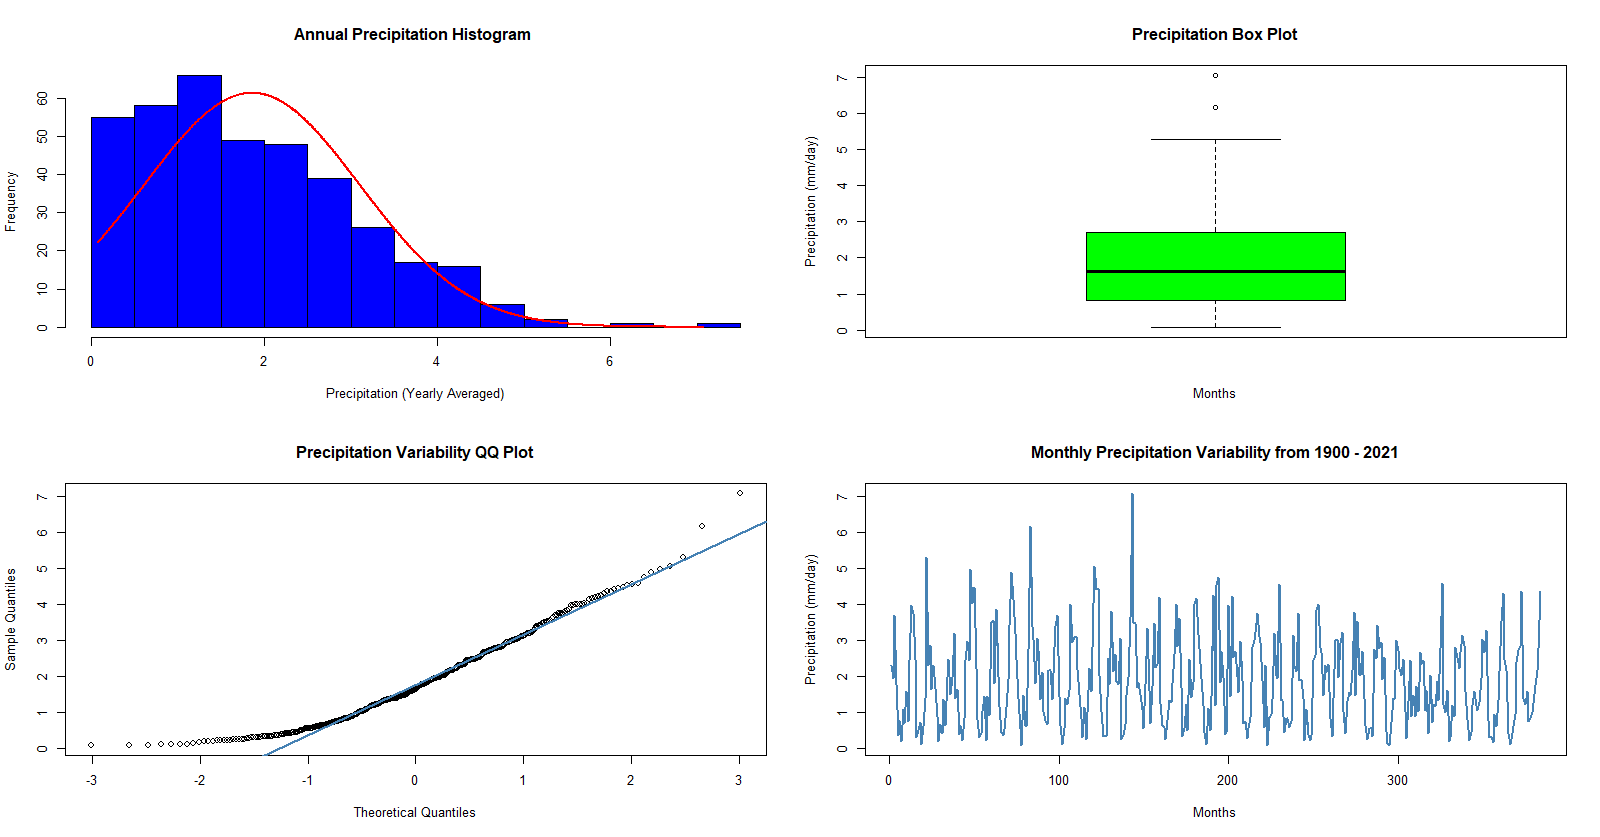 Annual Precipitation Histogram
Frequency
0 10 20 30 40 50 60
0 2 4 6
Precipitation (Yearly Averaged)
Precipitation Box Plot
Precipitation (mm/day)
0 1 2 3 4 5 6 7
Months
Precipitation Variability QQ Plot
Sample Quantiles
0 1 2 3 4 5 6 7
-3 -2 -1 0 1 2 3
Theoretical Quantiles
Monthly Precipitation Variability from 1900 - 2021
Precipitation (mm/day)
0 1 2 3 4 5 6 7
0 100 200 300
Months